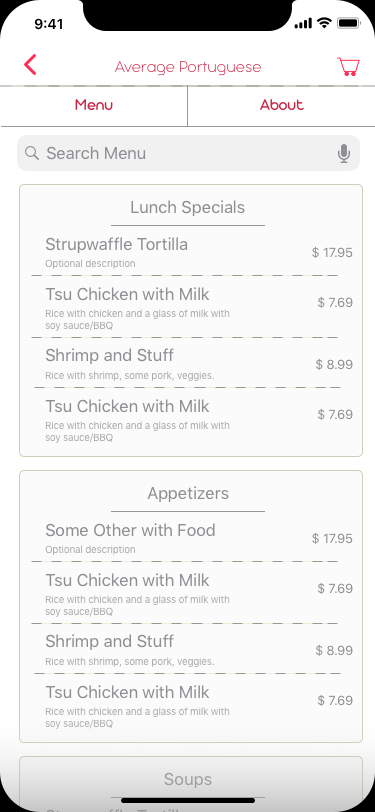 9:41
Average Portuguese
Menu
About
Search Menu
Lunch Specials
Strupwaffle Tortilla
$ 17.95
Optional description
Tsu Chicken with Milk
$ 7.69
Rice with chicken and a glass of milk with
soy sauce/BBQ
Shrimp and Stuff
$ 8.99
Rice with shrimp, some pork, veggies.
Tsu Chicken with Milk
$ 7.69
Rice with chicken and a glass of milk with
soy sauce/BBQ
Appetizers
Some Other with Food
$ 17.95
Optional description
Tsu Chicken with Milk
$ 7.69
Rice with chicken and a glass of milk with
soy sauce/BBQ
Shrimp and Stuff
$ 8.99
Rice with shrimp, some pork, veggies.
Tsu Chicken with Milk
$ 7.69
Rice with chicken and a glass of milk with
soy sauce/BBQ
Soups